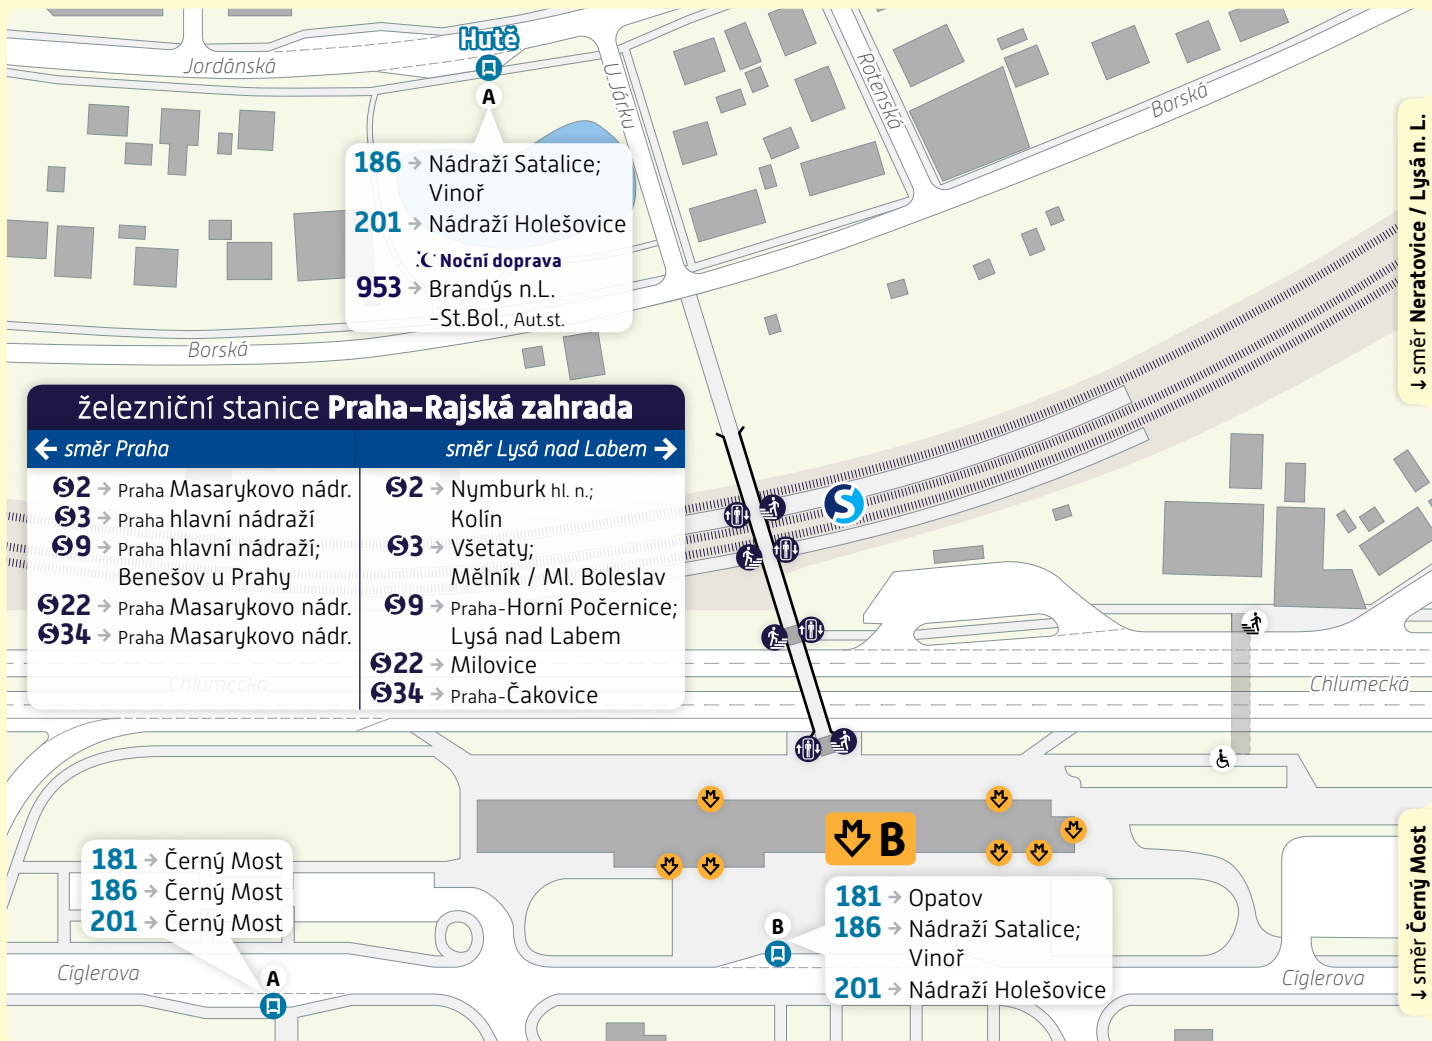 Hutě
Jordánská
A
U Járku
Rotenská
Borská
186 → Nádraží Satalice;
Vinoř
201 → Nádraží Holešovice
Noční doprava
953 → Brandýs n.L.
-St.Bol., Aut.st.
Borská
↓ směr Neratovice / Lysá n. L.
železniční stanice Praha-Rajská zahrada
← směr Praha
S2 → Praha Masarykovo nádr.
S3 → Praha hlavní nádraží
S9 → Praha hlavní nádraží;
Benešov u Prahy
S22 → Praha Masarykovo nádr.
S34 → Praha Masarykovo nádr.
směr Lysá nad Labem →
S2 → Nymburk hl. n.;
Kolín
S3 → Všetaty;
Mělník / Ml. Boleslav
S9 → Praha-Horní Počernice;
Lysá nad Labem
S22 → Milovice
S34 → Praha-Čakovice
S
Chlumecká
Chlumecká
B
181 → Černý Most
186 → Černý Most
201 → Černý Most
A
Cíglerova
B
181 → Opatov
186 → Nádraží Satalice;
Vinoř
201 → Nádraží Holešovice
Cíglerova
↓ směr Černý Most